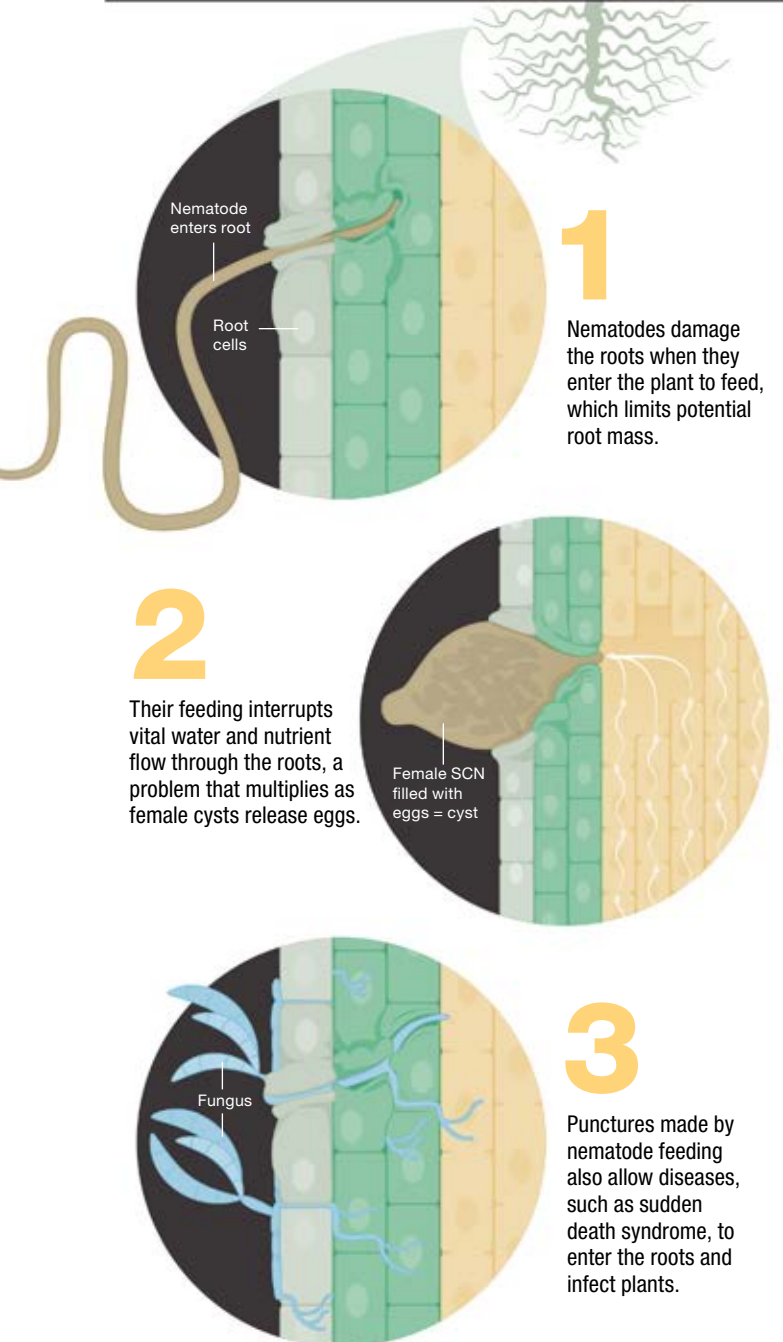 Nematode
enters root
Root
cells
1
Nematodes damage
the roots when they
enter the plant to feed,
which limits potential
root mass.
2
Their feeding interrupts
vital water and nutrient
flow through the roots, a
problem that multiplies as
female cysts release eggs.
Female SCN
filled with
eggs = cyst
Fungus
3
Punctures made by
nematode feeding
also allow diseases,
such as sudden
death syndrome, to
enter the roots and
infect plants.